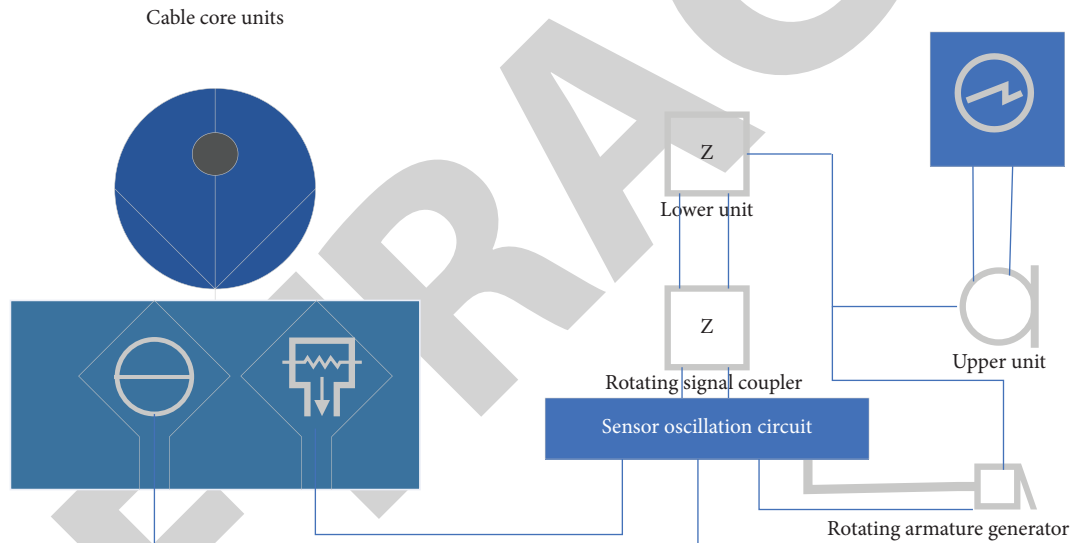 Cable core units
Z
Lower unit
Z
Rotating signal coupler
Upper unit
Sensor oscillation circuit
Rotating armature generator